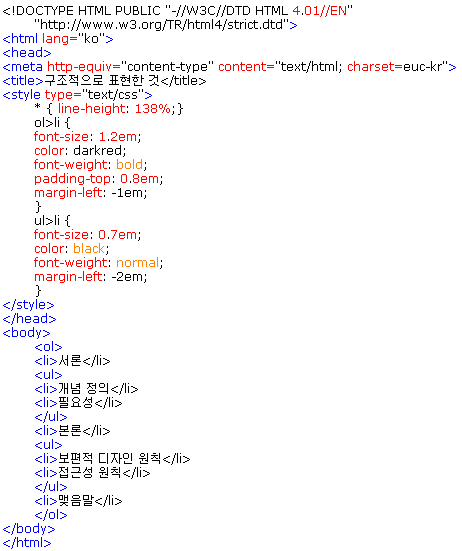 <!DOCTYPE HTML PUBLIC "-//W3C//DTD HTML 4.01//EN"
"http://www.w3.org/TR/html4/strict.dtd">
<html lang="ko">
<head>
<meta http-equiv="content-type" content="text/html; charset=euc-kr">
<title>구조적으로 표현한 것</title>
<style type="text/css">
* { line-height: 138%;}
ol>li {
font-size: 1.2em;
color: darkred;
font-weight: bold;
padding-top: 0.8em;
margin-left: -1em;
}
ul>li {
font-size: 0.7em;
color: black;
font-weight: normal;
margin-left: -2em;
}
</style>
</head>
<body>
<ol>
<li>서론</li>
<ul>
<li>개념 정의</li>
<li>필요성</li>
</ul>
<li>본론</li>
<ul>
<li>보편적 디자인 원칙</li>
<li>접근성 원칙</li>
</ul>
<li>맺음말</li>
</ol>
</body>
</html>